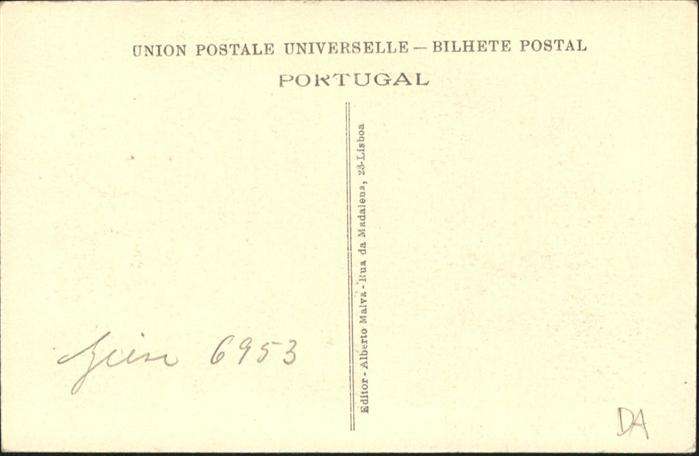 UNION POSTALE UNIVERSELLE — BILHETE POSTAL
PORTUGAL
Editor - Alberto Malva - Rua da Madalena, 23-Lisboa
6953
DA